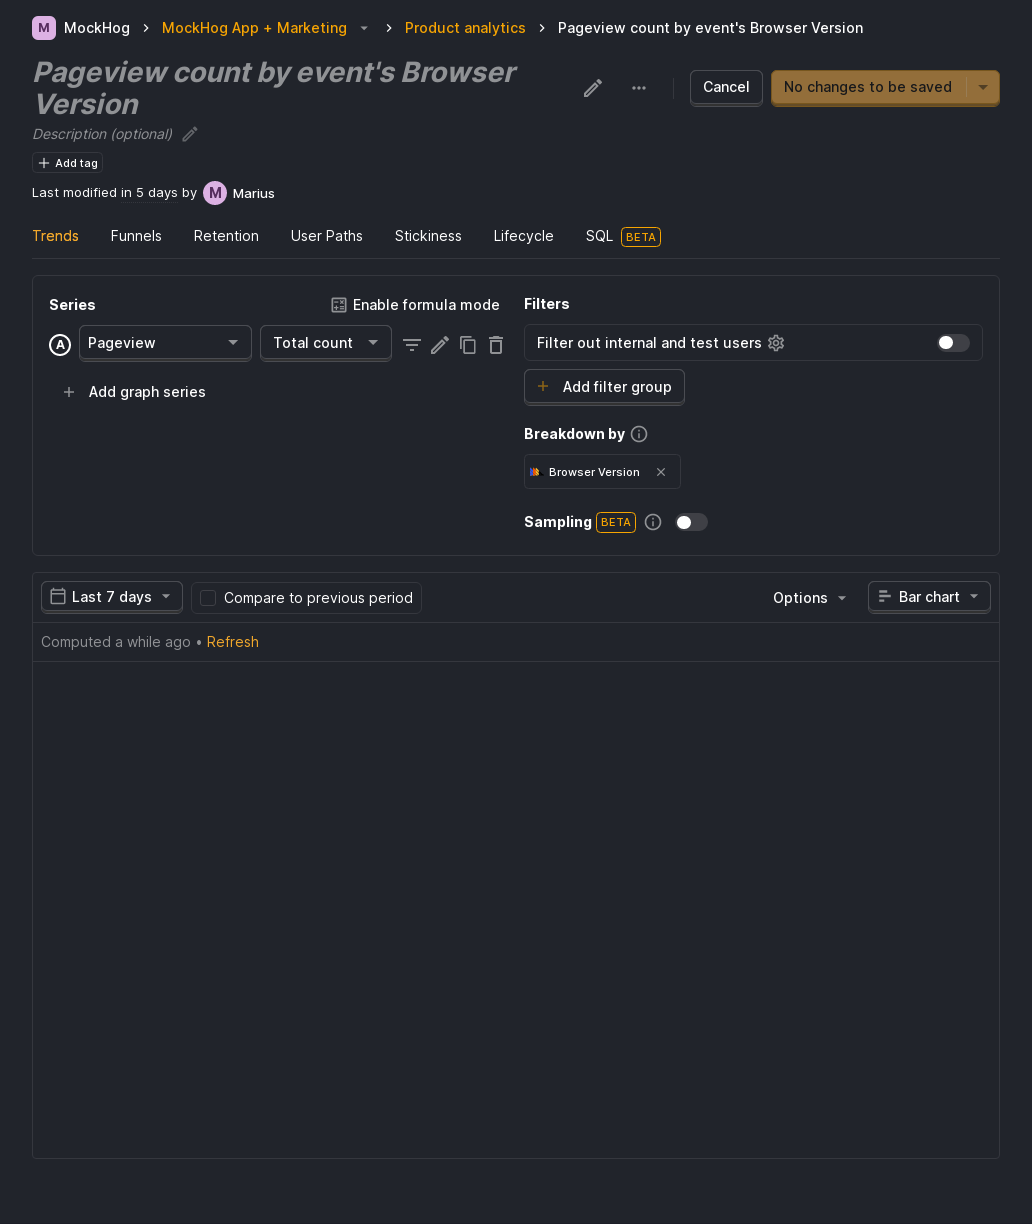 M MockHog MockHog App + Marketing Product analytics Pageview count by event's Browser Version
Pageview count by event's Browser
Version
Cancel No changes to be saved
Description (optional)
Add tag
Last modified in 5 days by M Marius
Trends Funnels Retention User Paths Stickiness Lifecycle SQL BETA
Series Enable formula mode
A Pageview Total count
Add graph series
Filters
Filter out internal and test users
Add filter group
Breakdown by
Browser Version
Sampling BETA
Last 7 days Compare to previous period Options Bar chart
Computed a while ago • Refresh